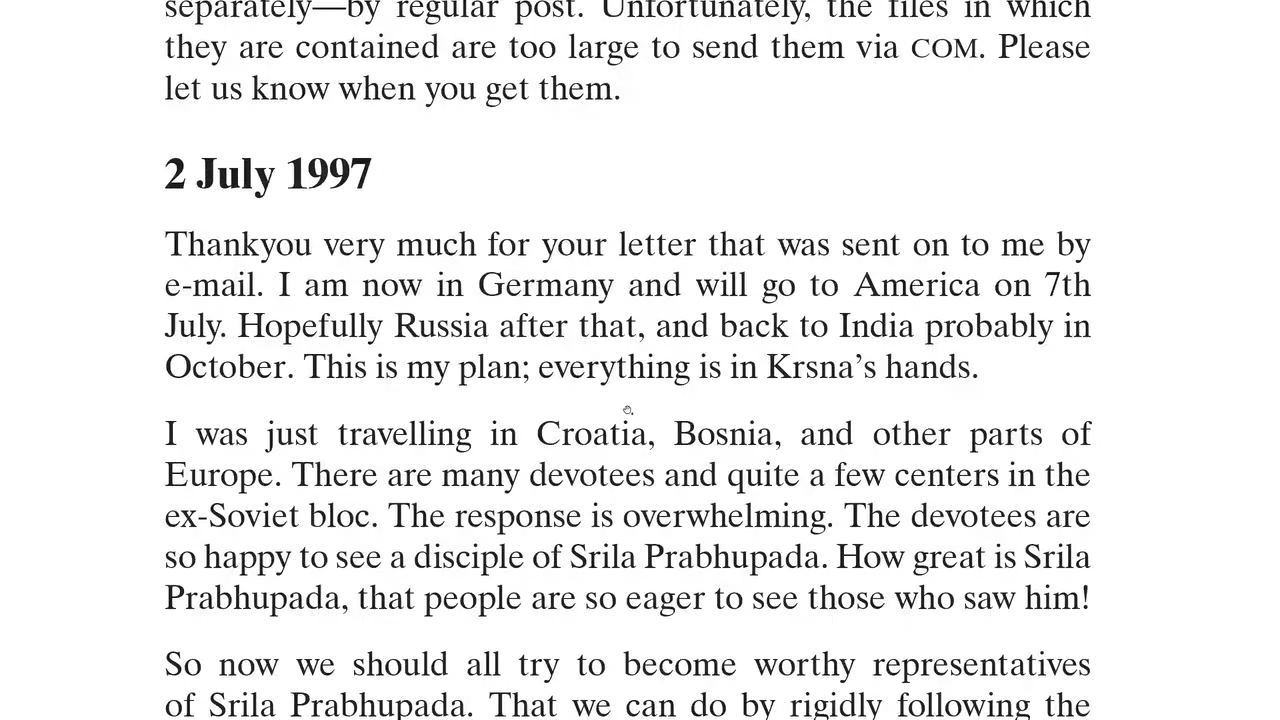 separately—by regular post. Unfortunately, the files in which
they are contained are too large to send them via COM. Please
let us know when you get them.
2 July 1997
Thankyou very much for your letter that was sent on to me by
e-mail. I am now in Germany and will go to America on 7th
July. Hopefully Russia after that, and back to India probably in
October. This is my plan; everything is in Krsna’s hands.
I was just travelling in Croatia, Bosnia, and other parts of
Europe. There are many devotees and quite a few centers in the
ex-Soviet bloc. The response is overwhelming. The devotees are
so happy to see a disciple of Srila Prabhupada. How great is Srila
Prabhupada, that people are so eager to see those who saw him!
So now we should all try to become worthy representatives
of Srila Prabhupada. That we can do by rigidly following the